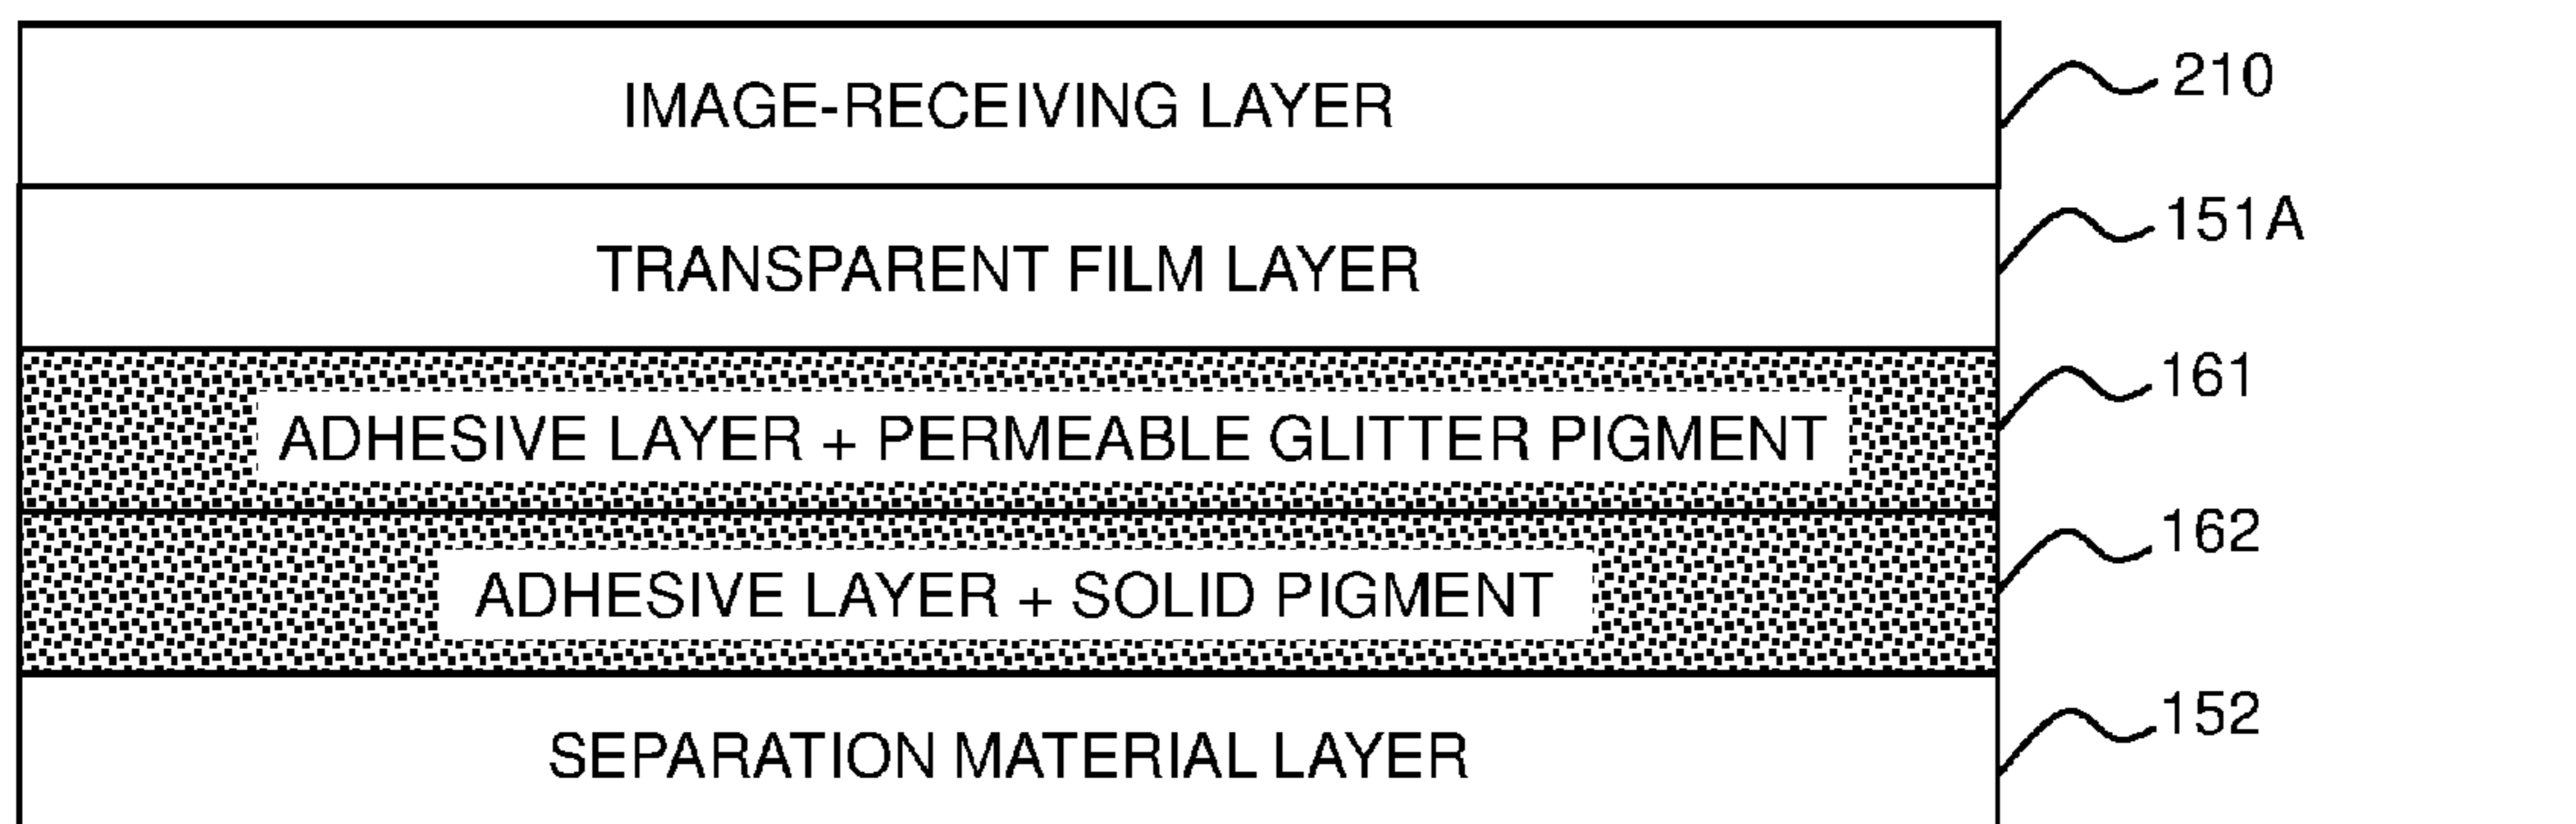 IMAGE-RECEIVING LAYER 210
TRANSPARENT FILM LAYER 151A
ADHESIVE LAYER + PERMEABLE GLITTER PIGMENT 161
ADHESIVE LAYER + SOLID PIGMENT 162
SEPARATION MATERIAL LAYER 152